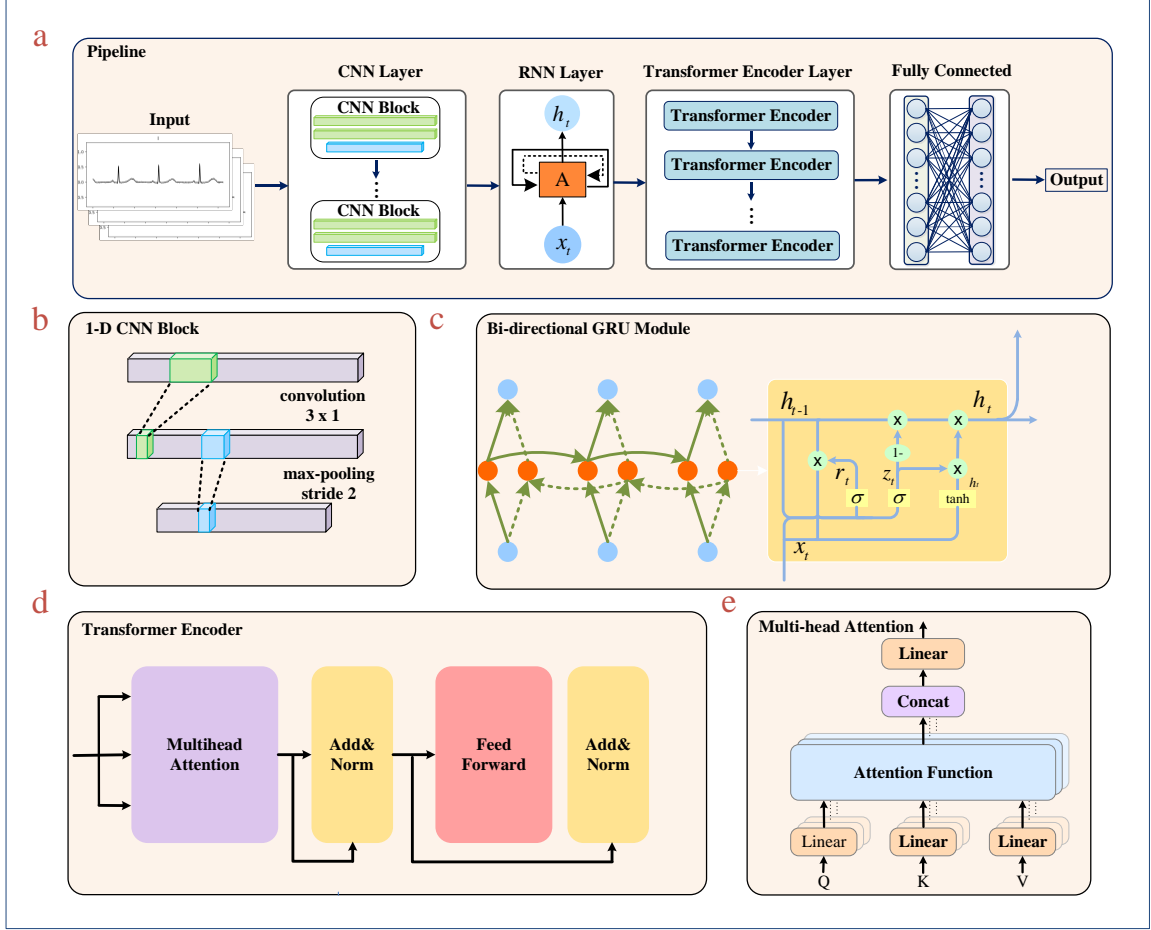 a
Pipeline
CNN Layer
RNN Layer
Transformer Encoder Layer
Fully Connected
Input
CNN Block
CNN Block
h_t
A
x_t
Transformer Encoder
Transformer Encoder
Transformer Encoder
Output
b
1-D CNN Block
convolution
3 x 1
max-pooling
stride 2
c
Bi-directional GRU Module
h_{t-1}
h_t
x
x
x
1-
x
r_t
z_t
h_t
σ
σ
tanh
x_t
d
Transformer Encoder
Multihead
Attention
Add&
Norm
Feed
Forward
Add&
Norm
e
Multi-head Attention
Linear
Concat
Attention Function
Linear
Linear
Linear
Q
K
V